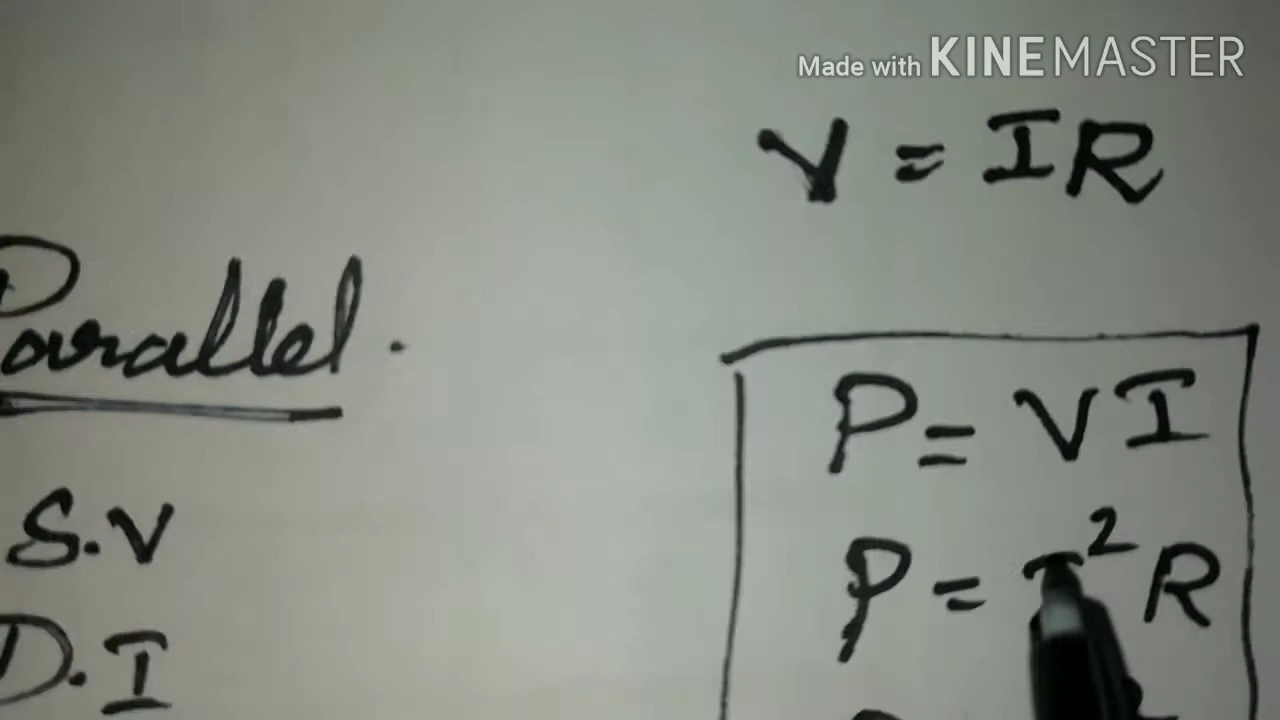 Made with KINEMASTER
V = IR
Parallel.
P = VI
S.V
P = I²R
D.I